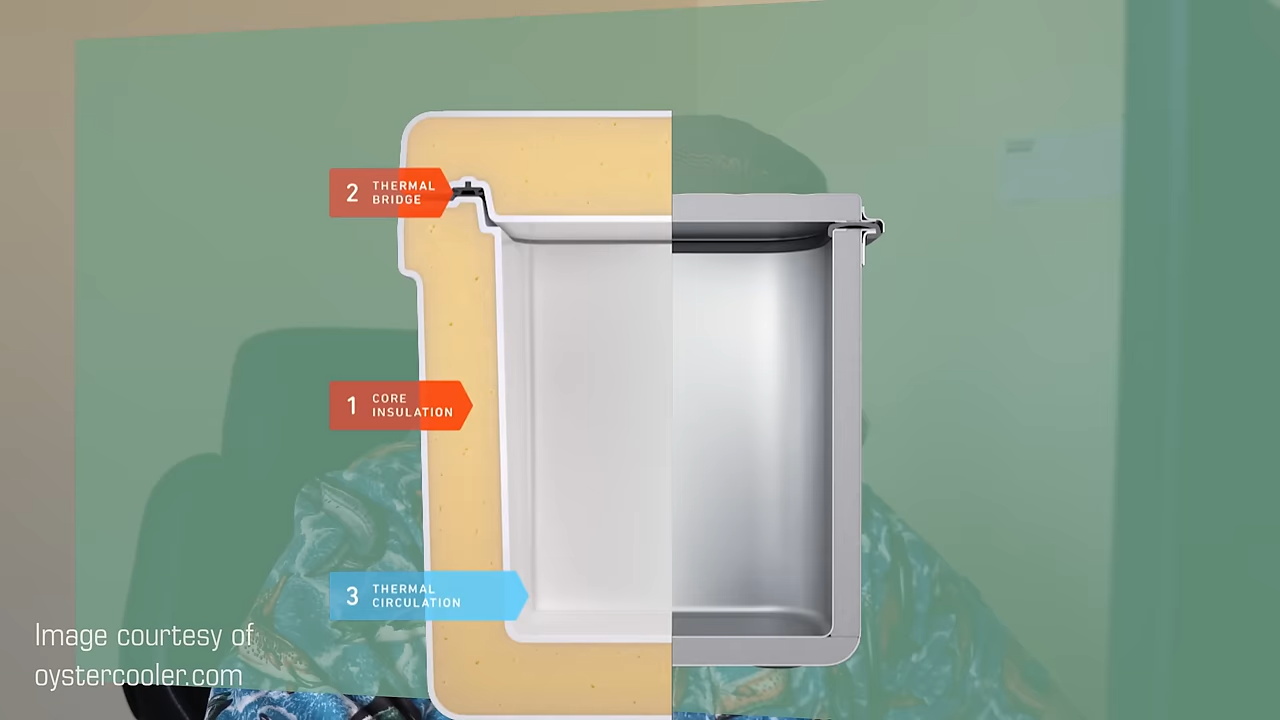 2 THERMAL
BRIDGE
1 CORE
INSULATION
3 THERMAL
CIRCULATION
Image courtesy of
oystercooler.com